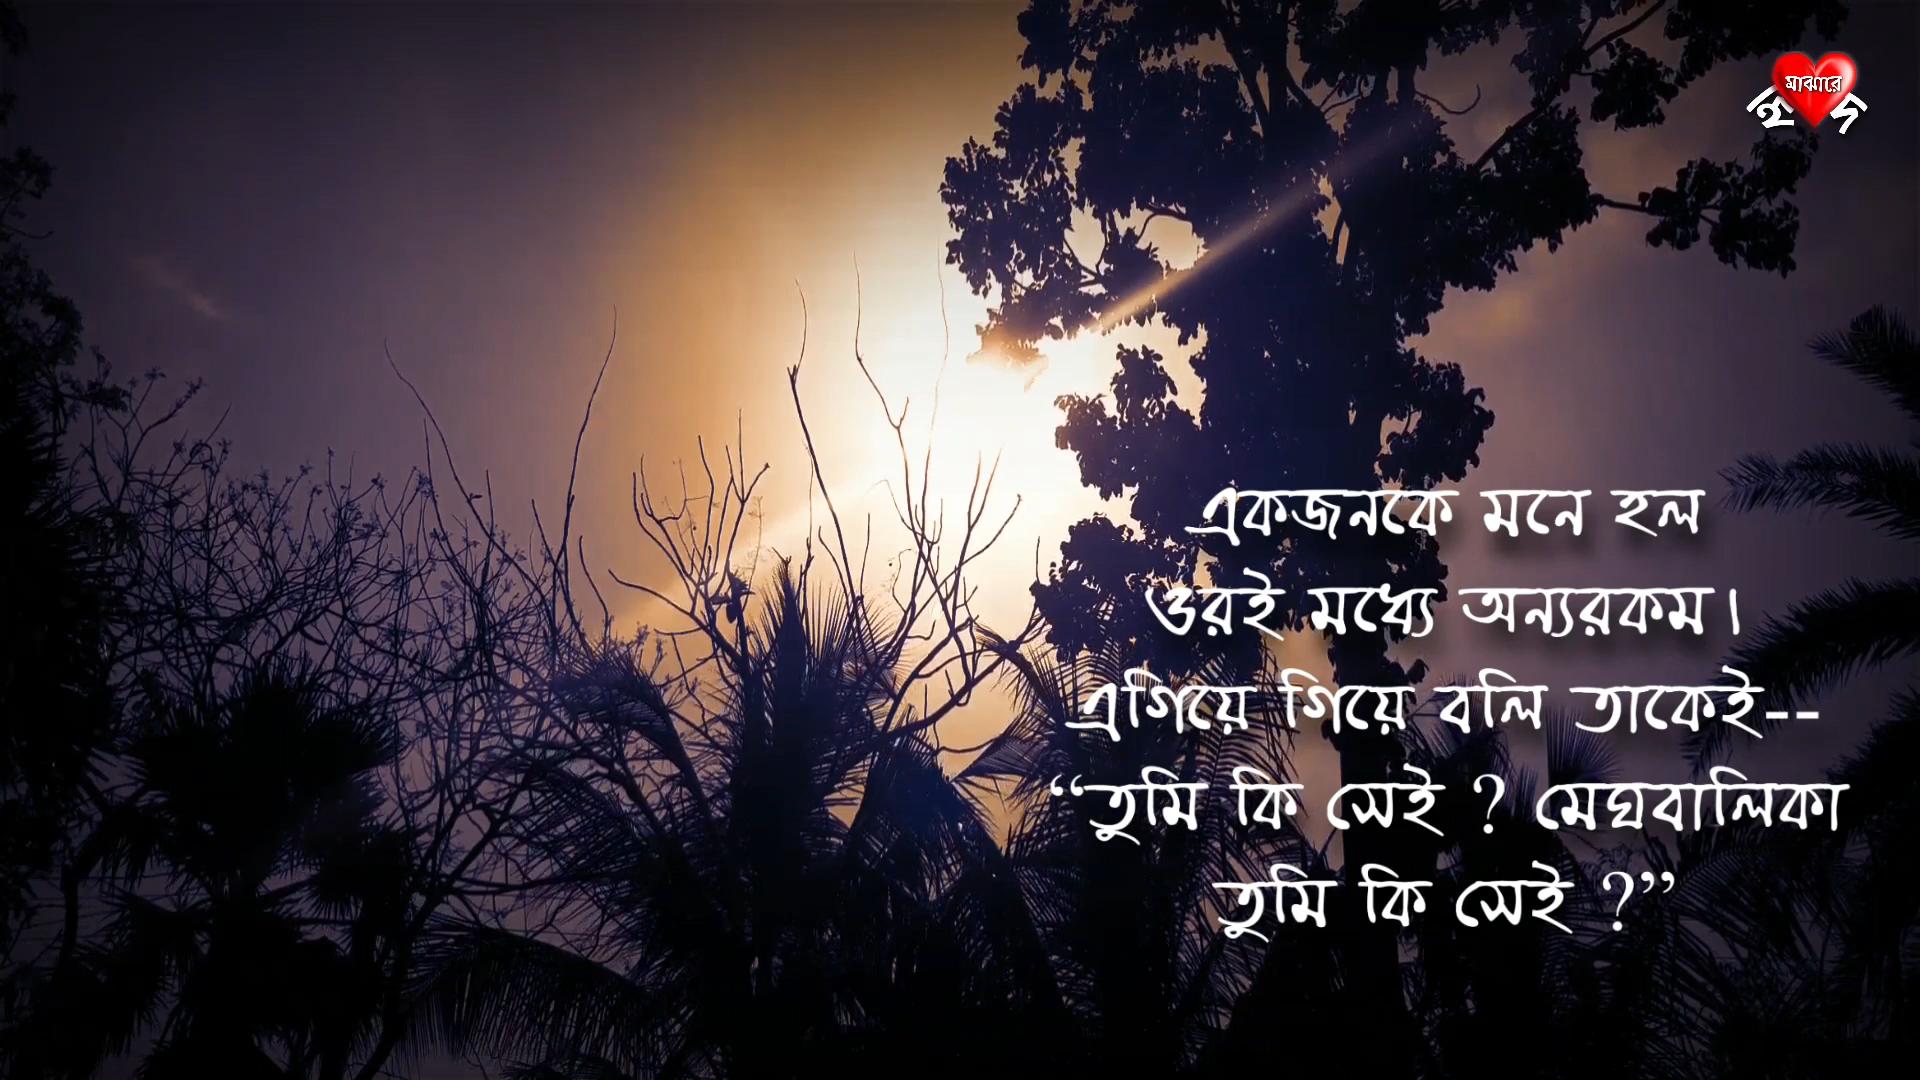 হৃদ মাঝারে
একজনকে মনে হল
ওরই মধ্যে অন্যরকম।
এগিয়ে গিয়ে বলি তাকেই--
“তুমি কি সেই ? মেঘবালিকা
তুমি কি সেই ?”